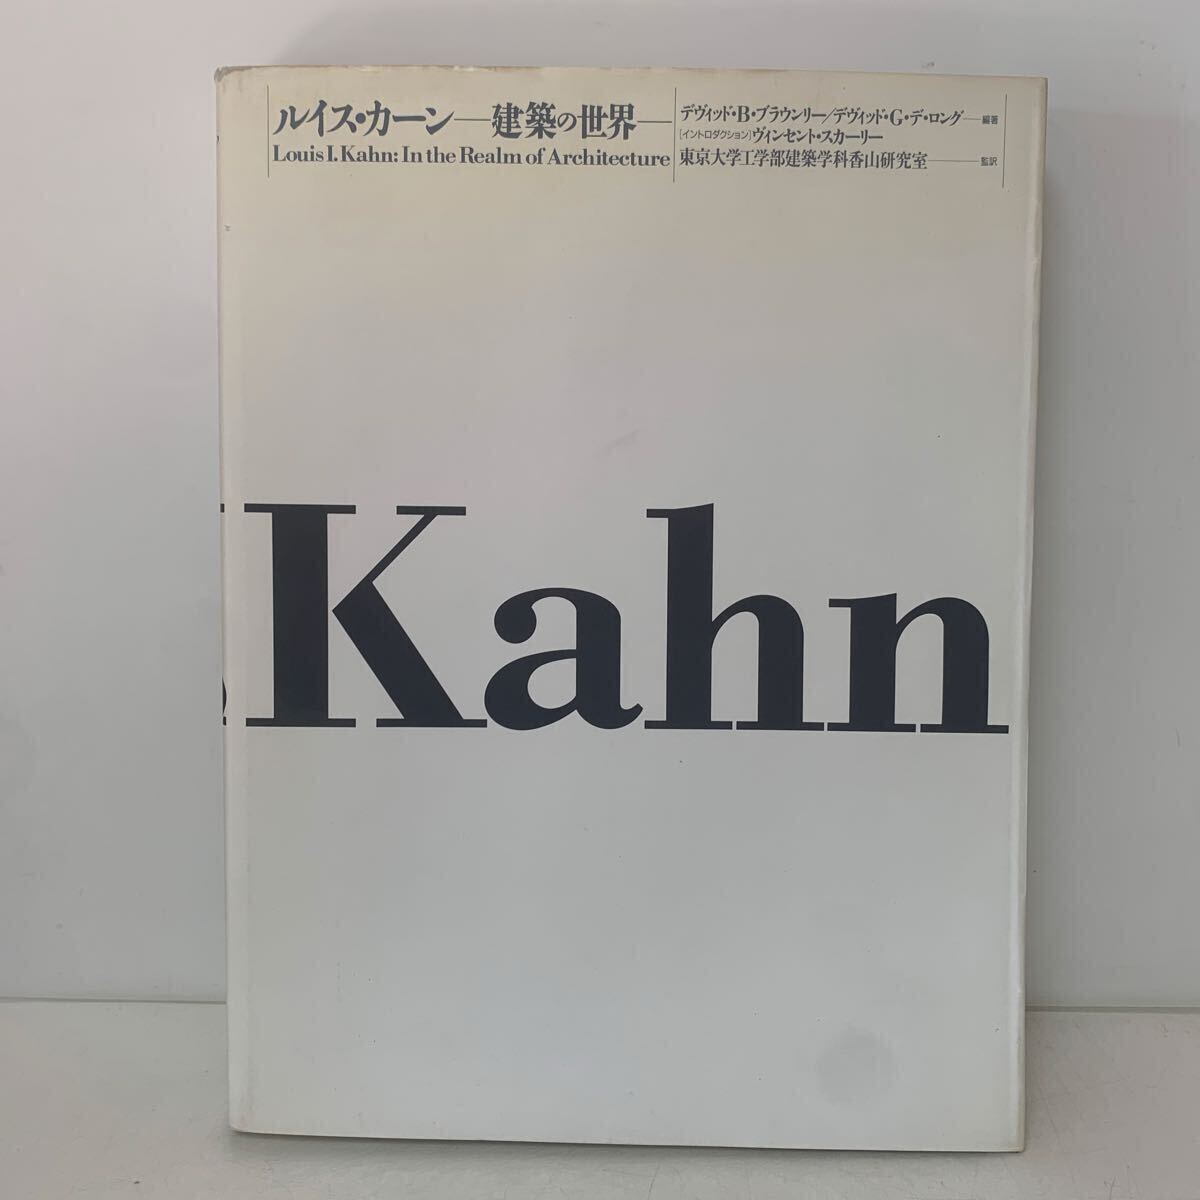 ルイス・カーン―建築の世界―
Louis I. Kahn: In the Realm of Architecture
デヴィッド・B・ブラウンリー/デヴィッド・G・デ・ロング―編著
[イントロダクション]ヴィンセント・スカーリー
東京大学工学部建築学科香山研究室―監訳
Kahn